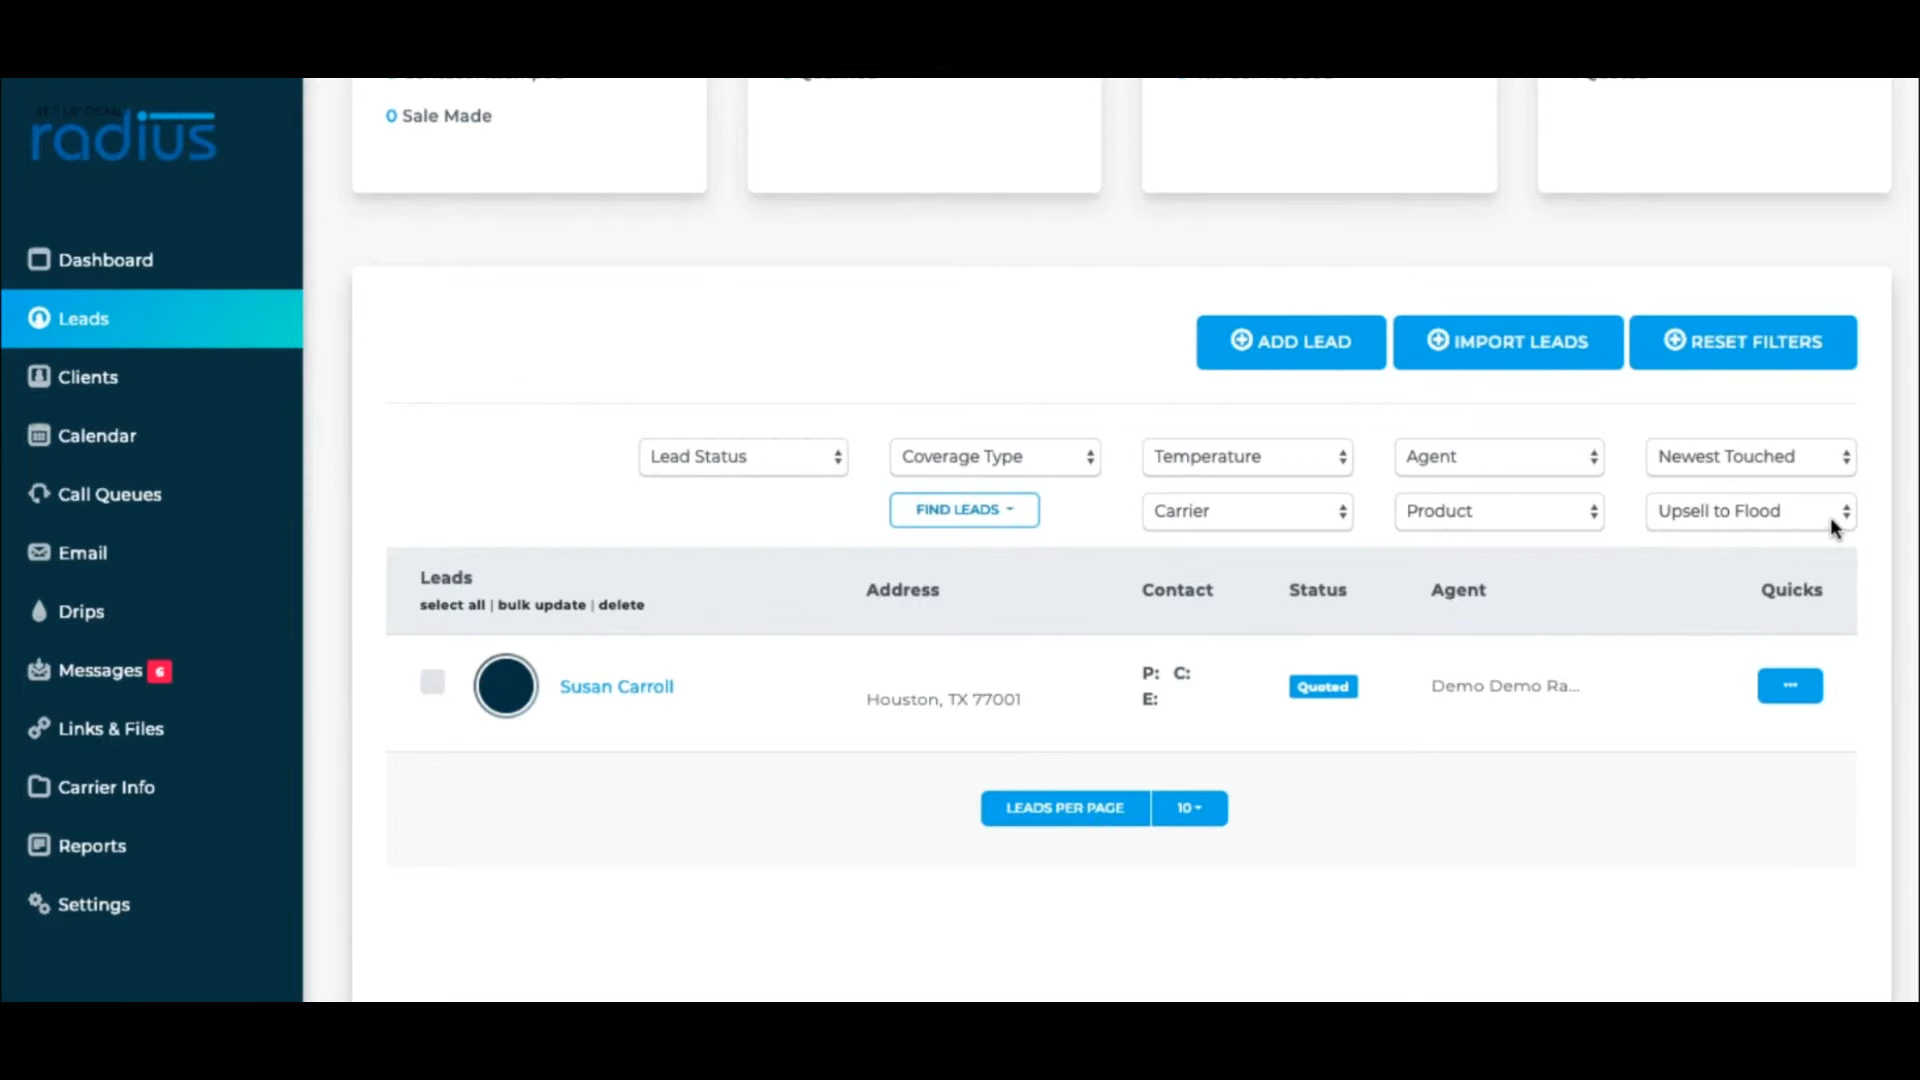 radius
0 Sale Made
Dashboard
Leads
Clients
Calendar
Call Queues
Email
Drips
Messages 6
Links & Files
Carrier Info
Reports
Settings
ADD LEAD IMPORT LEADS RESET FILTERS
Lead Status Coverage Type Temperature Agent Newest Touched
FIND LEADS Carrier Product Upsell to Flood
Leads Address Contact Status Agent Quicks
select all | bulk update | delete
Susan Carroll Houston, TX 77001 P: C: Quoted Demo Demo Ra... ...
E:
LEADS PER PAGE 10